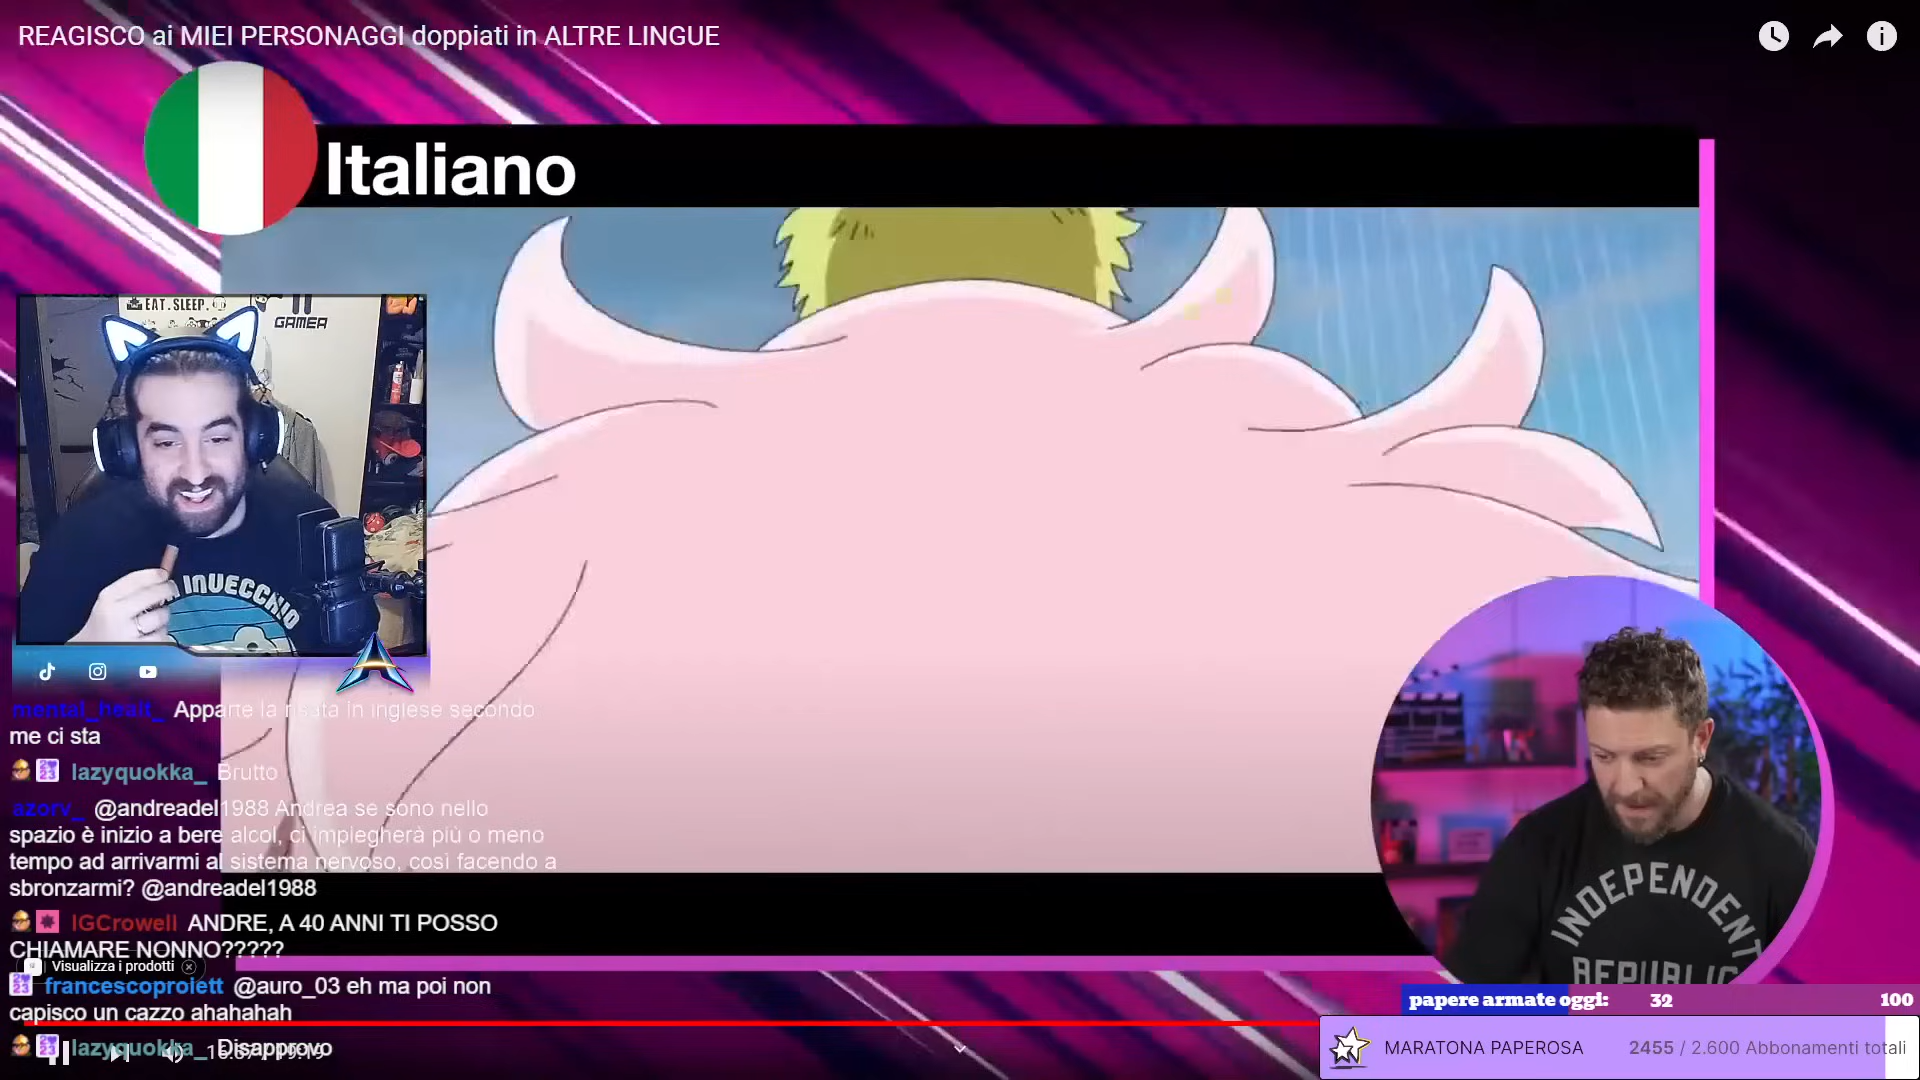 REAGISCO ai MIEI PERSONAGGI doppiati in ALTRE LINGUE
Italiano
EAT.SLEEP.
GAMER
INVECCHIO
mental_healt_ Apparte la risata in inglese secondo
me ci sta
lazyquokka_ Brutto
azorv_ @andreadel1988 Andrea se sono nello
spazio è inizio a bere alcol, ci impiegherà più o meno
tempo ad arrivarmi al sistema nervoso, così facendo a
sbronzarmi? @andreadel1988
IGCrowell ANDRE, A 40 ANNI TI POSSO
CHIAMARE NONNO?????
Visualizza i prodotti
francescoproiett @auro_03 eh ma poi non
capisco un cazzo ahahahah
lazyquokka_ Disapprovo
INDEPENDENT
REPUBLIC
papere armate oggi: 32 100
MARATONA PAPEROSA 2455 / 2.600 Abbonamenti totali